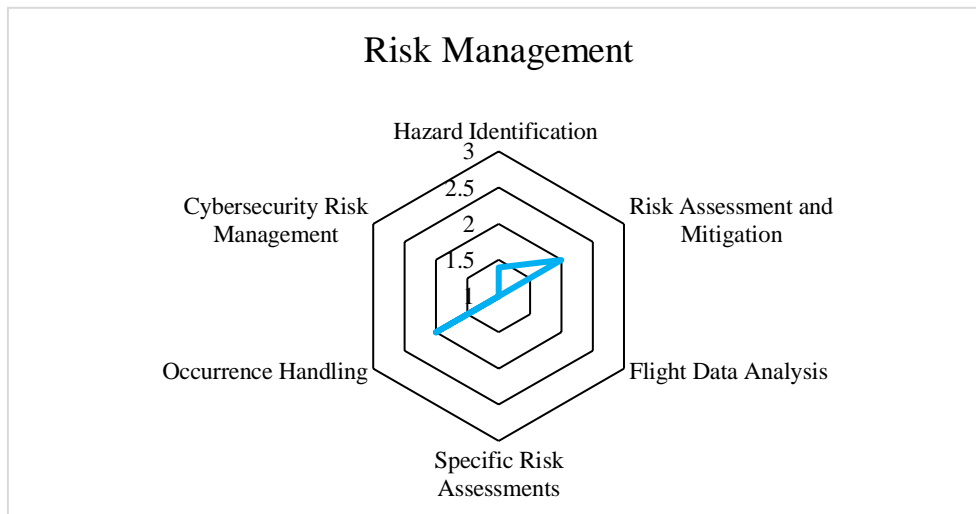 Risk Management
Hazard Identification
3
2.5
2
1.5
1
Cybersecurity Risk
Management
Risk Assessment and
Mitigation
Occurrence Handling
Flight Data Analysis
Specific Risk
Assessments